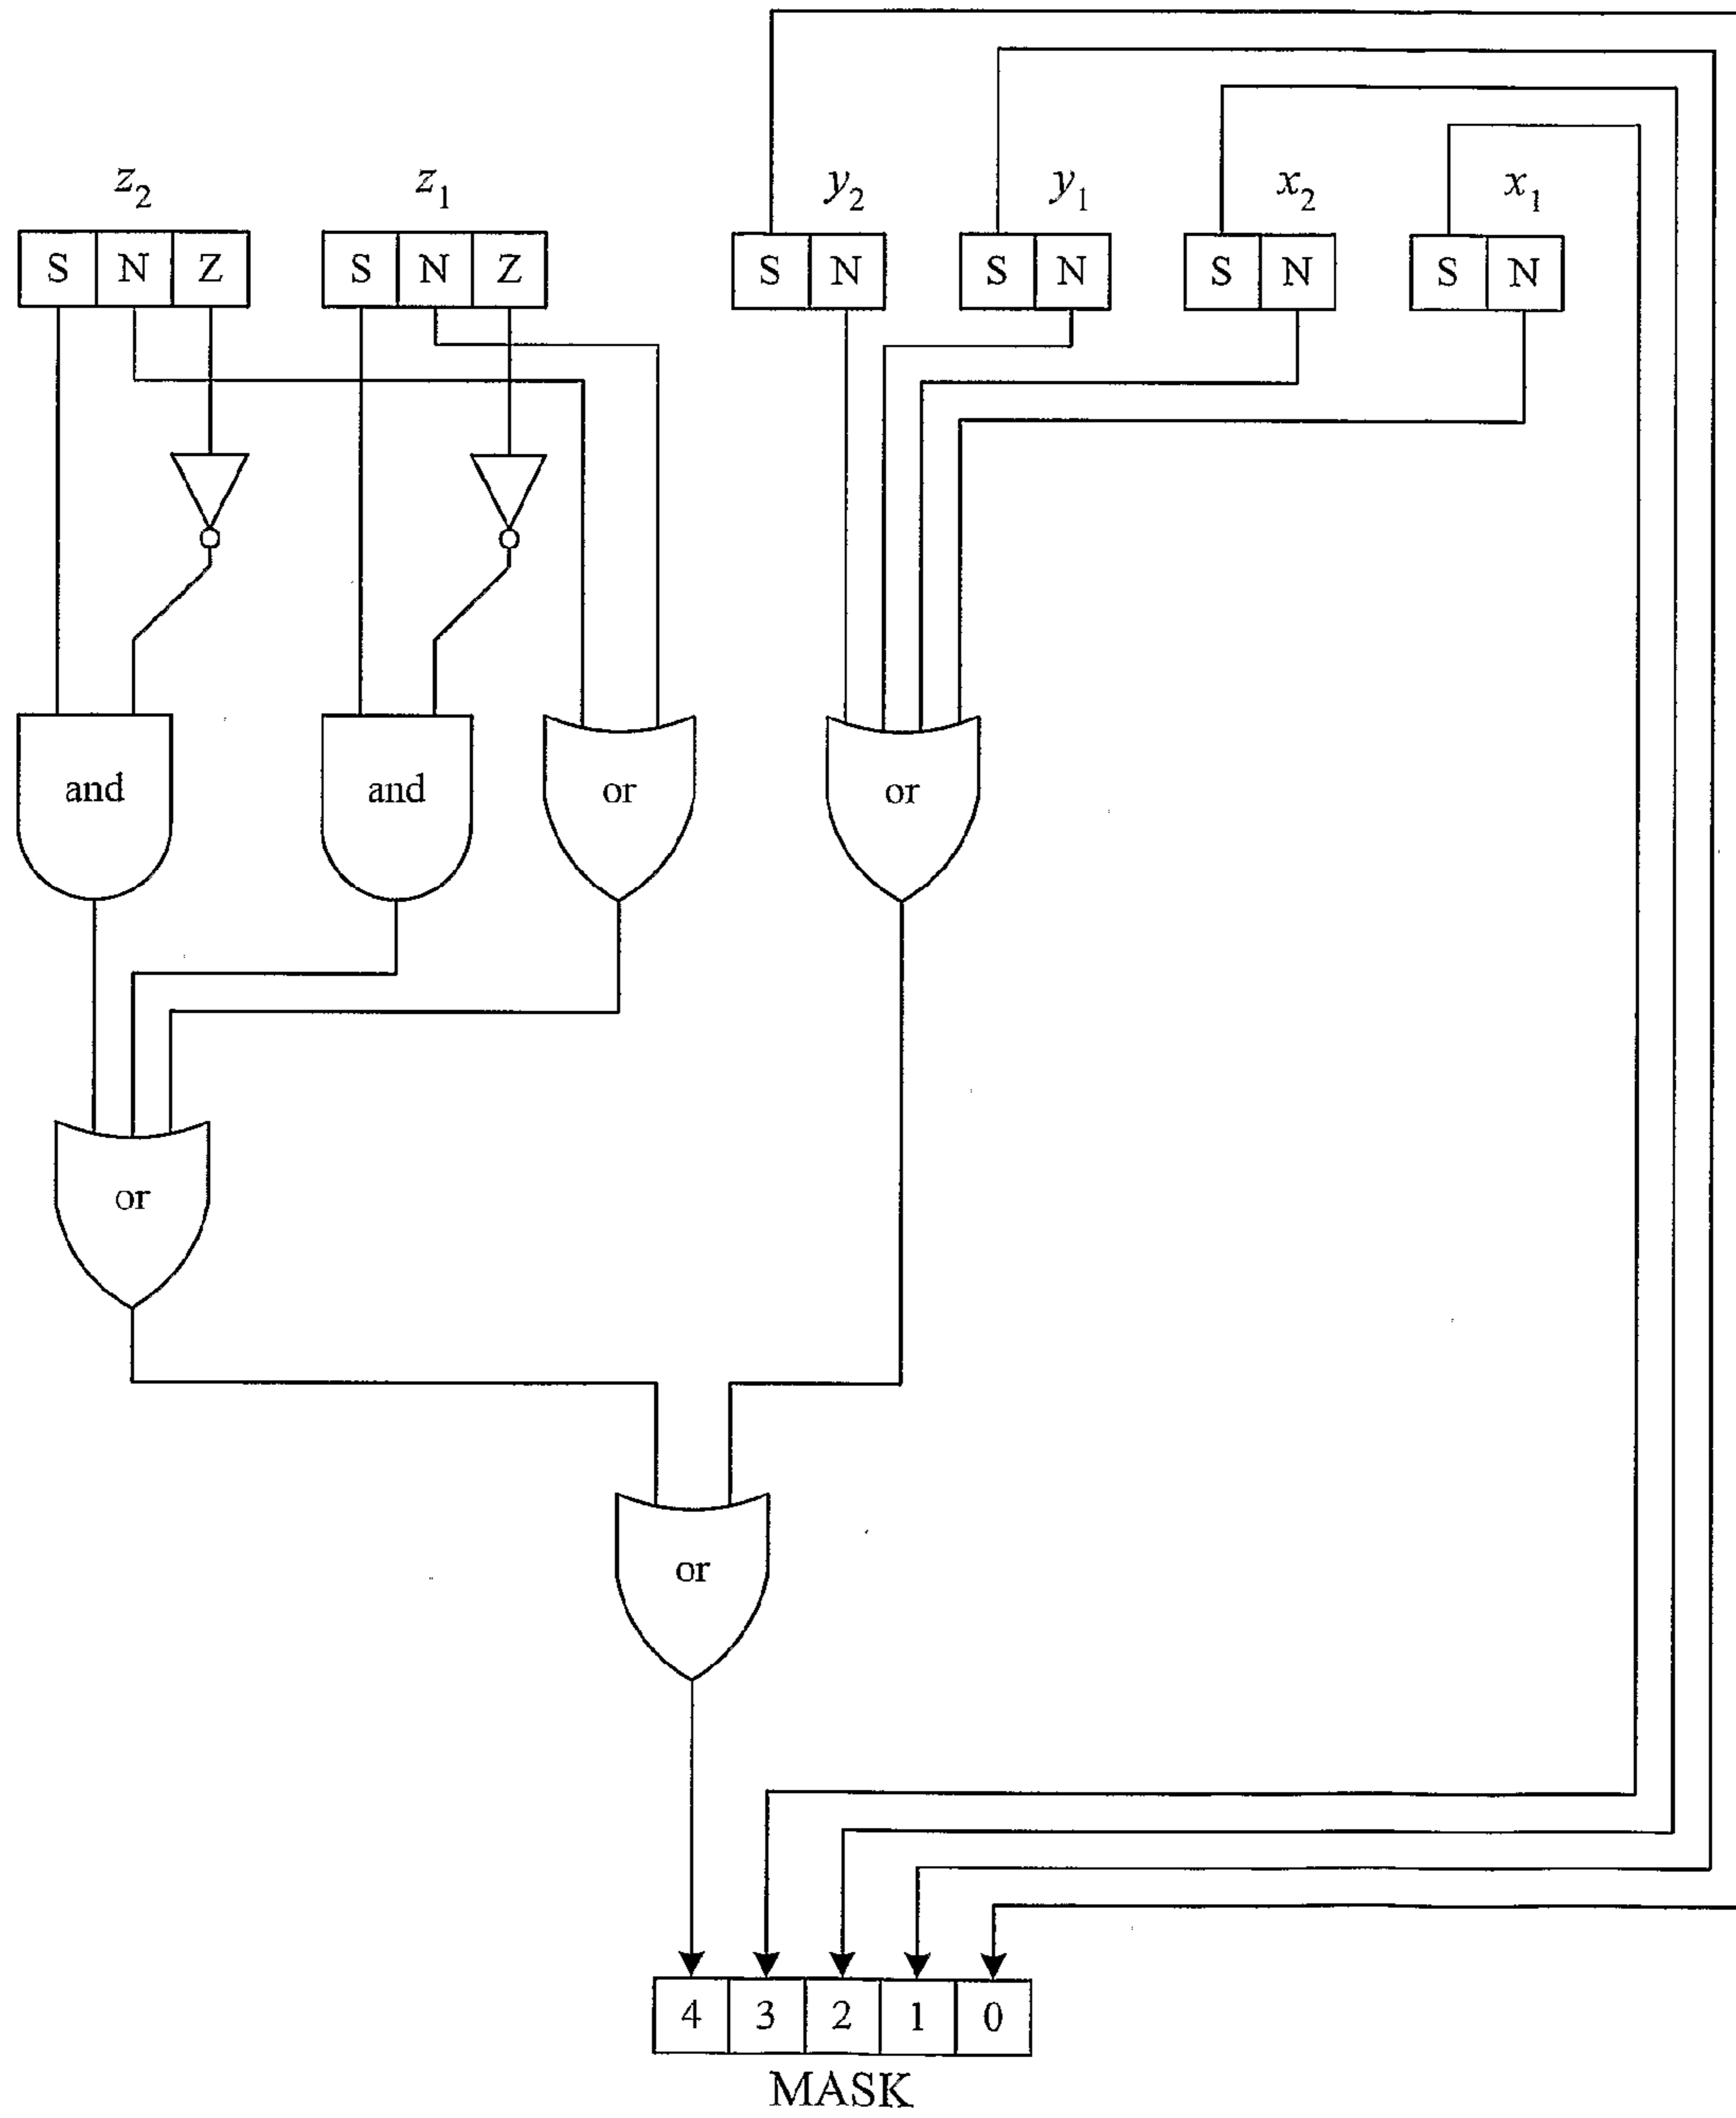 z2 z1 y2 y1 x2 x1
S N Z S N Z S N S N S N S N
and and or or
or
or
4 3 2 1 0
MASK